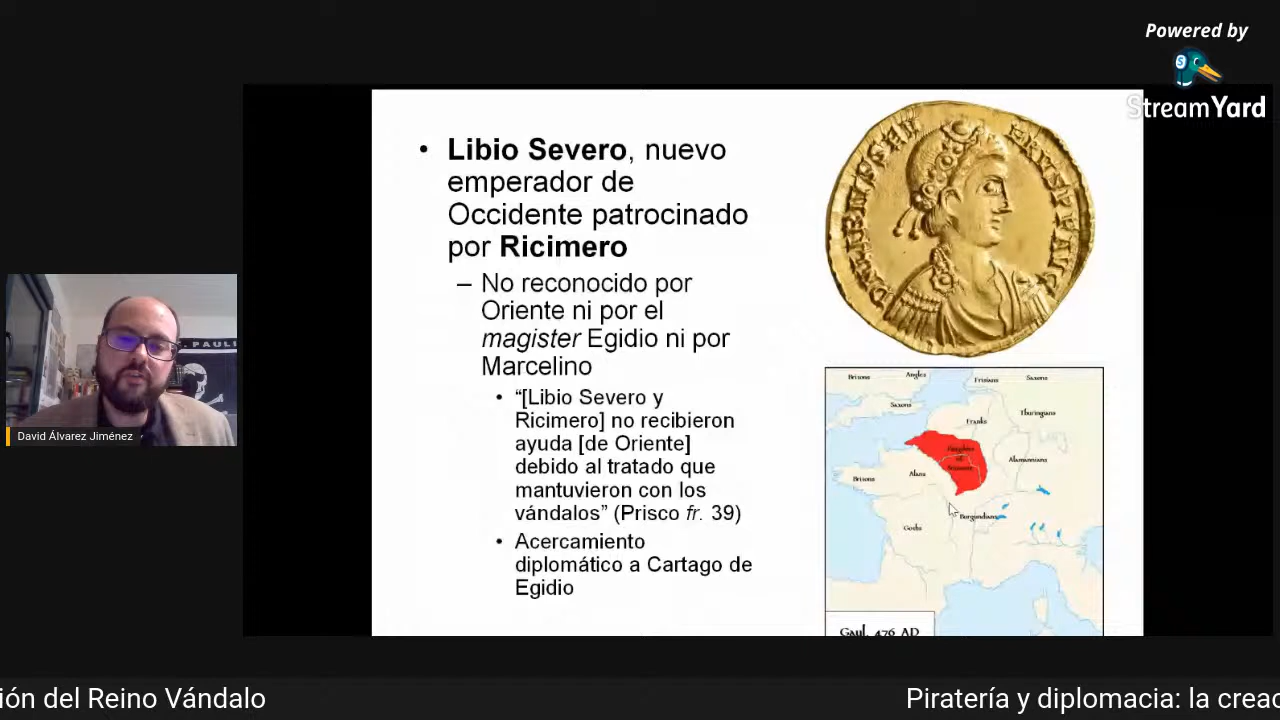 Powered by
StreamYard
• Libio Severo, nuevo
emperador de
Occidente patrocinado
por Ricimero
– No reconocido por
Oriente ni por el
magister Egidio ni por
Marcelino
• “[Libio Severo y
Ricimero] no recibieron
ayuda [de Oriente]
debido al tratado que
mantuvieron con los
vándalos” (Prisco fr. 39)
• Acercamiento
diplomático a Cartago de
Egidio
Britons
Angles
Frisians
Saxons
Saxons
Franks
Thuringians
Alans
Alamannians
Britons
Burgundians
Goths
Gaul, 476 AD
. PAULI
David Álvarez Jiménez
ión del Reino Vándalo
Piratería y diplomacia: la creac